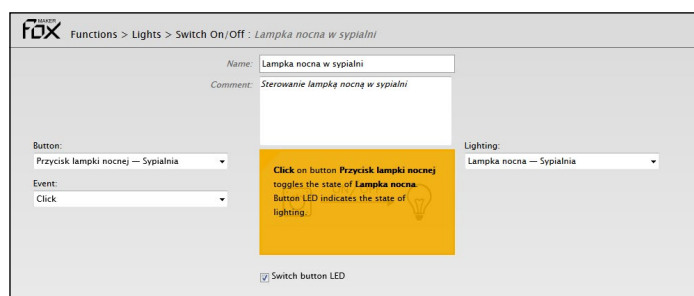 MAKER
FOX
Functions > Lights > Switch On/Off : Lampka nocna w sypialni
Name: Lampka nocna w sypialni
Comment: Sterowanie lampką nocną w sypialni
Button:
Przycisk lampki nocnej — Sypialnia
Event:
Click
Click on button Przycisk lampki nocnej
toggles the state of Lampka nocna.
Button LED indicates the state of
lighting.
Lighting:
Lampka nocna — Sypialnia
Switch button LED